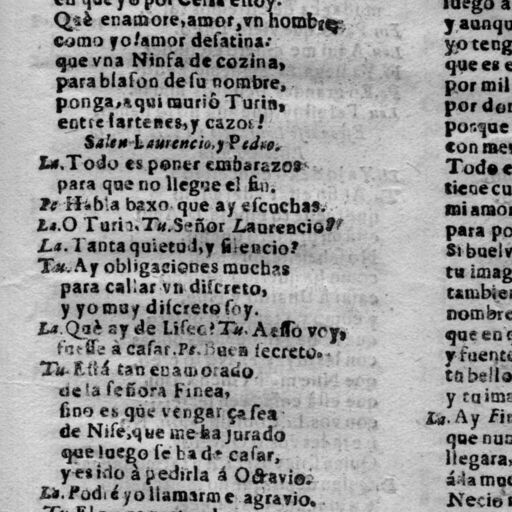 en que yo por Celia estoy.
Què enamore, amor, vn hombre,
como yo! amor desatina:
que vna Ninfa de cozina,
para blason de su nombre,
ponga, aqui muriò Turin,
entre sartenes, y cazos!
Salen Laurencio, y Pedro.
La. Todo es poner embarazos
para que no llegue el fin.
Pe Habla baxo que ay escuchas.
La. O Turin. Tu. Señor Laurencio?
La. Tanta quietud, y silencio?
Tu. Ay obligaciones muchas
para callar vn discreto,
y yo muy discreto soy.
La. Què ay de Liseo? Tu. A esso voy,
fuesse à casar. Pe. Buen secreto.
Tu. Està tan enamorado
de la señora Finea,
sino es que vengarça sea
de Nise, que me ha jurado
que luego se ha de casar,
y es ido à pedirla à Octavio.
La. Podré yo llamarme agravio.
luego a
y aunqu
yo teng
que es e
por mil
por don
porque
con mer
Todo e
tiene cu
mi amor
para po
Si buelv
tu imag
tambien
nombre
que en
y fuente
tu bello
y tu ima
La. Ay Fin
que nun
llegara,
à la muc
Necio